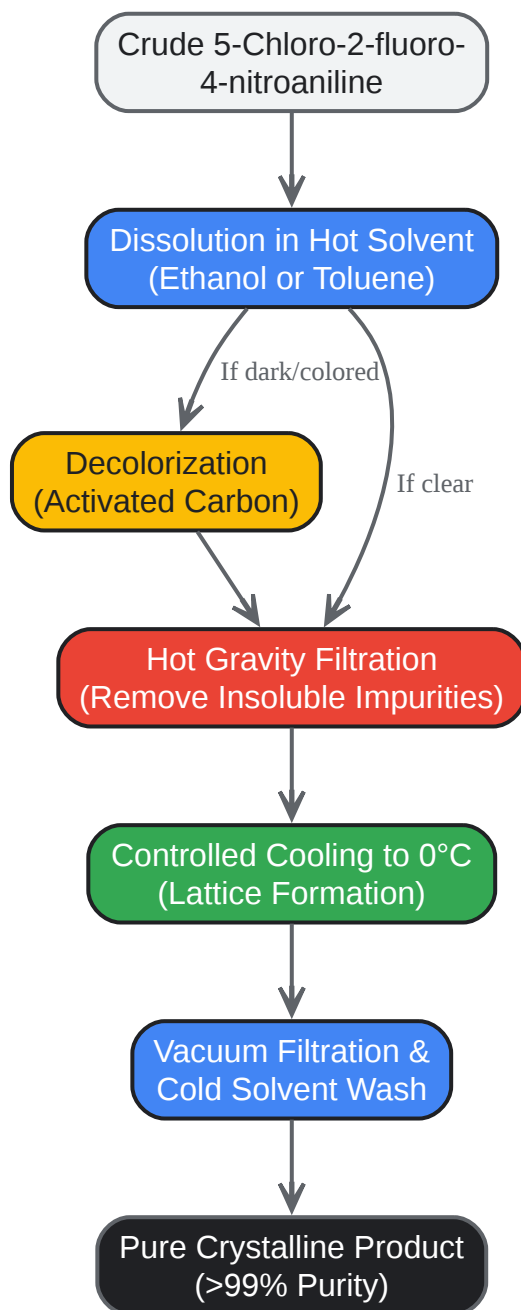 Crude 5-Chloro-2-fluoro-
4-nitroaniline
Dissolution in Hot Solvent
(Ethanol or Toluene)
If dark/colored
Decolorization
(Activated Carbon)
If clear
Hot Gravity Filtration
(Remove Insoluble Impurities)
Controlled Cooling to 0°C
(Lattice Formation)
Vacuum Filtration &
Cold Solvent Wash
Pure Crystalline Product
(>99% Purity)